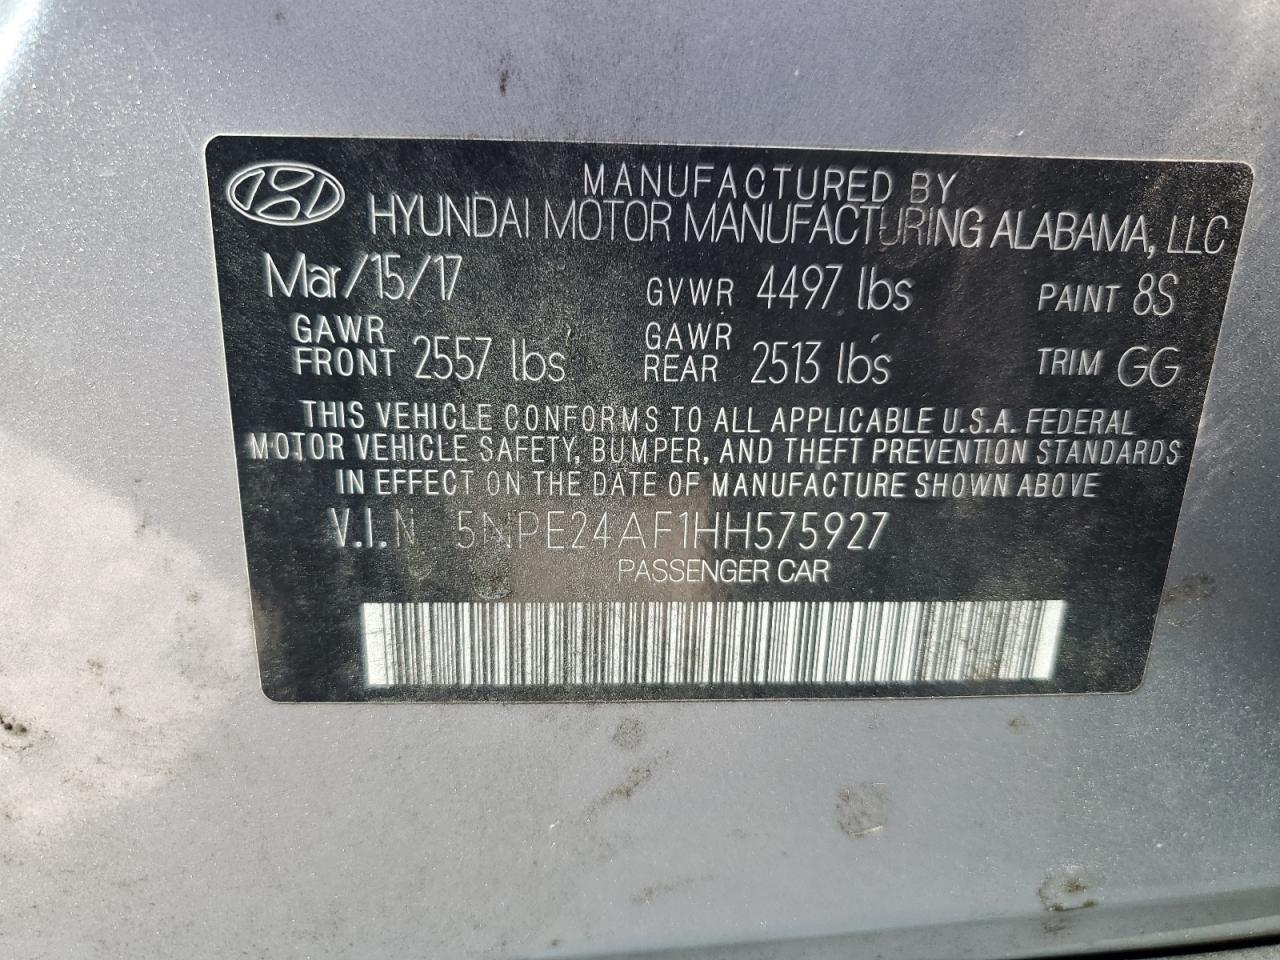 MANUFACTURED BY
HYUNDAI MOTOR MANUFACTURING ALABAMA, LLC
Mar/15/17 GVWR 4497 lbs PAINT 8S
GAWR FRONT 2557 lbs GAWR REAR 2513 lbs TRIM GG
THIS VEHICLE CONFORMS TO ALL APPLICABLE U.S.A. FEDERAL
MOTOR VEHICLE SAFETY, BUMPER, AND THEFT PREVENTION STANDARDS
IN EFFECT ON THE DATE OF MANUFACTURE SHOWN ABOVE
V.I.N 5NPE24AF1HH575927
PASSENGER CAR